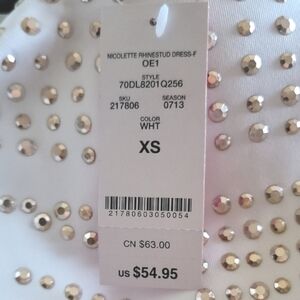 NICOLETTE RHINESTUD DRESS-F
OE1
STYLE
70DL8201Q256
SKU SEASON
217806 0713
COLOR
WHT
XS
21780603050054
CN $63.00
US $54.95